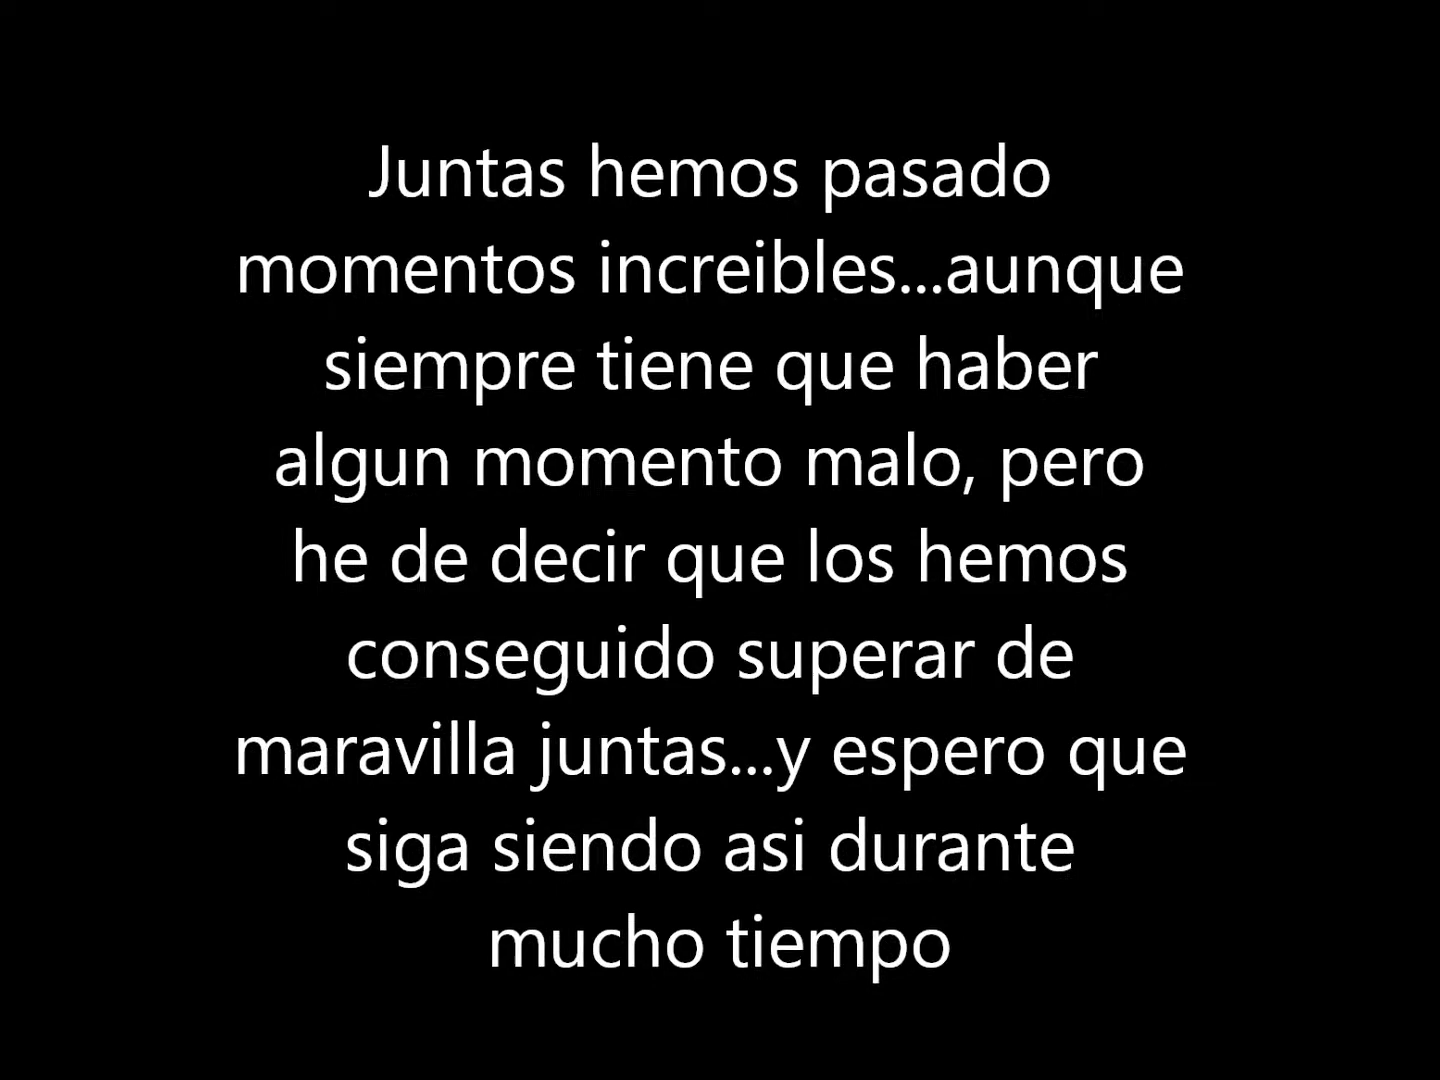 Juntas hemos pasado
momentos increibles...aunque
siempre tiene que haber
algun momento malo, pero
he de decir que los hemos
conseguido superar de
maravilla juntas...y espero que
siga siendo asi durante
mucho tiempo